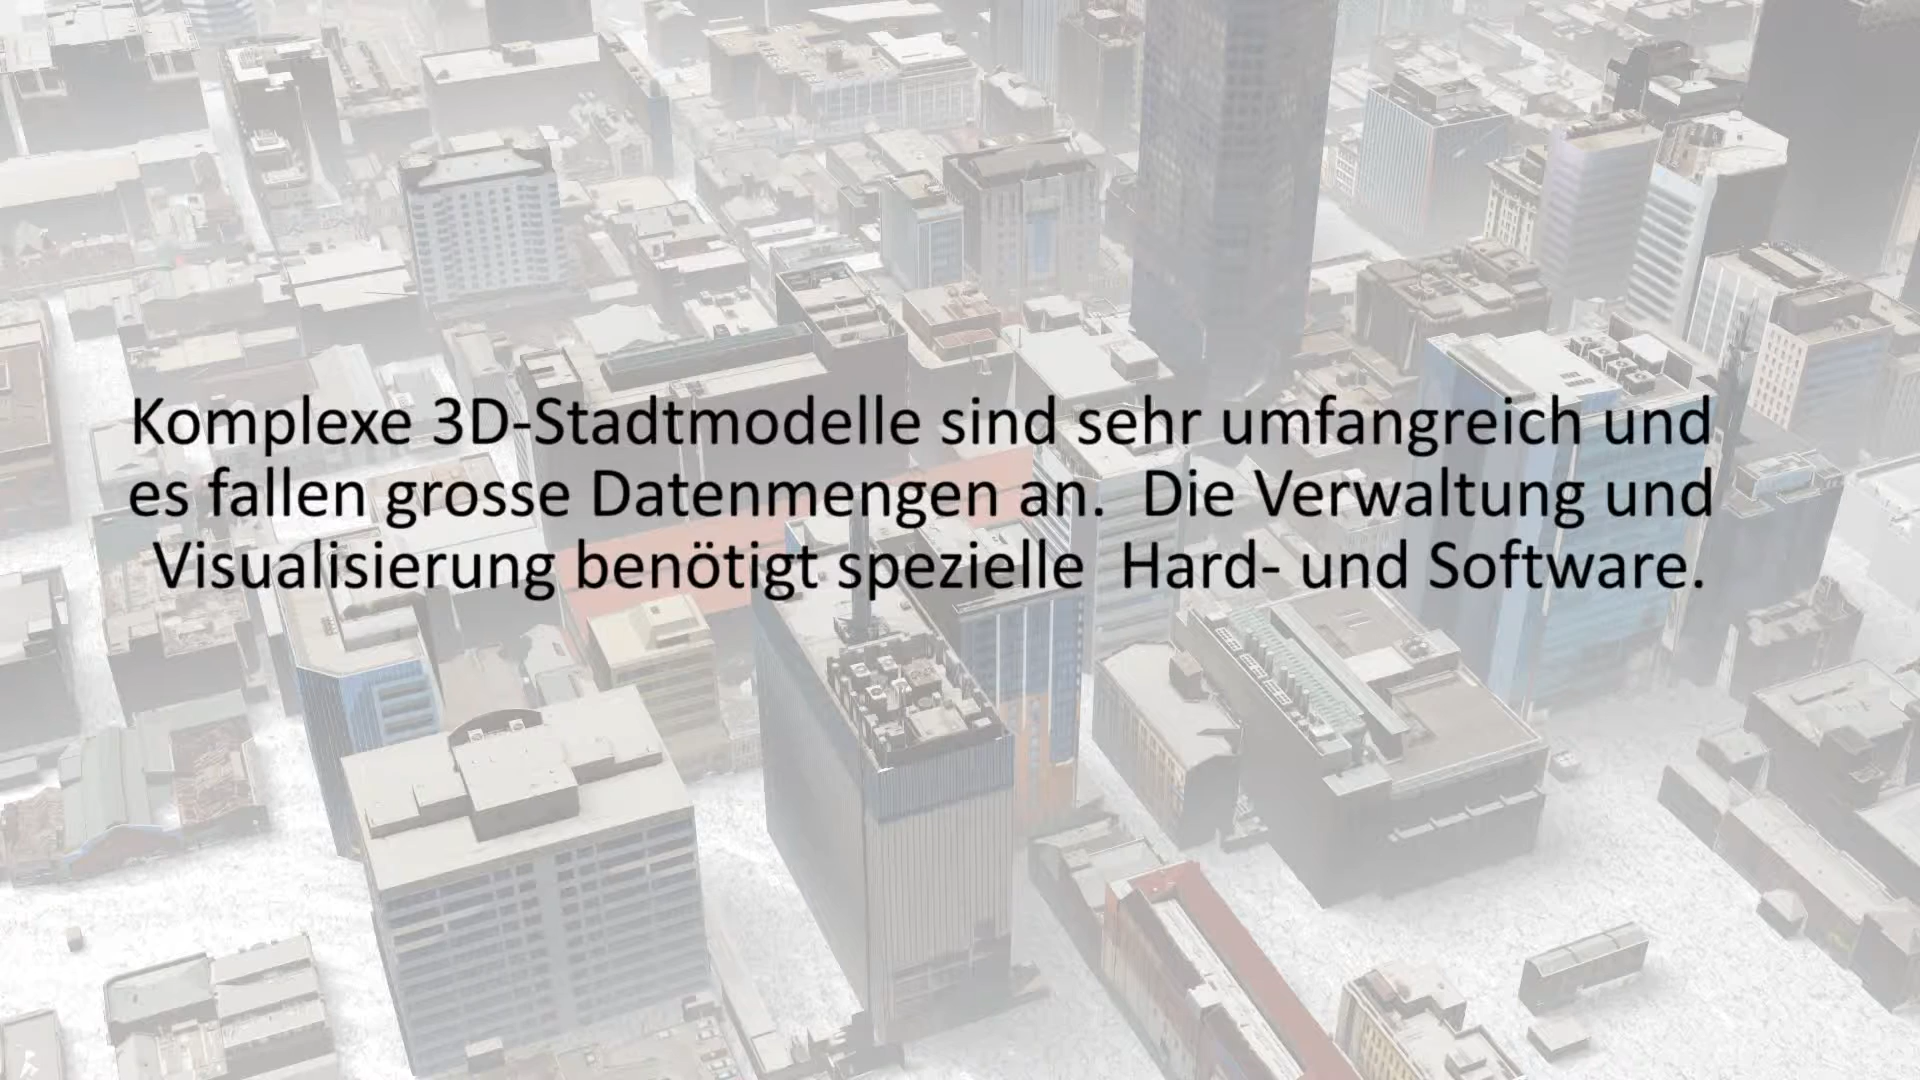 Komplexe 3D-Stadtmodelle sind sehr umfangreich und
es fallen grosse Datenmengen an.  Die Verwaltung und
Visualisierung benötigt spezielle  Hard- und Software.